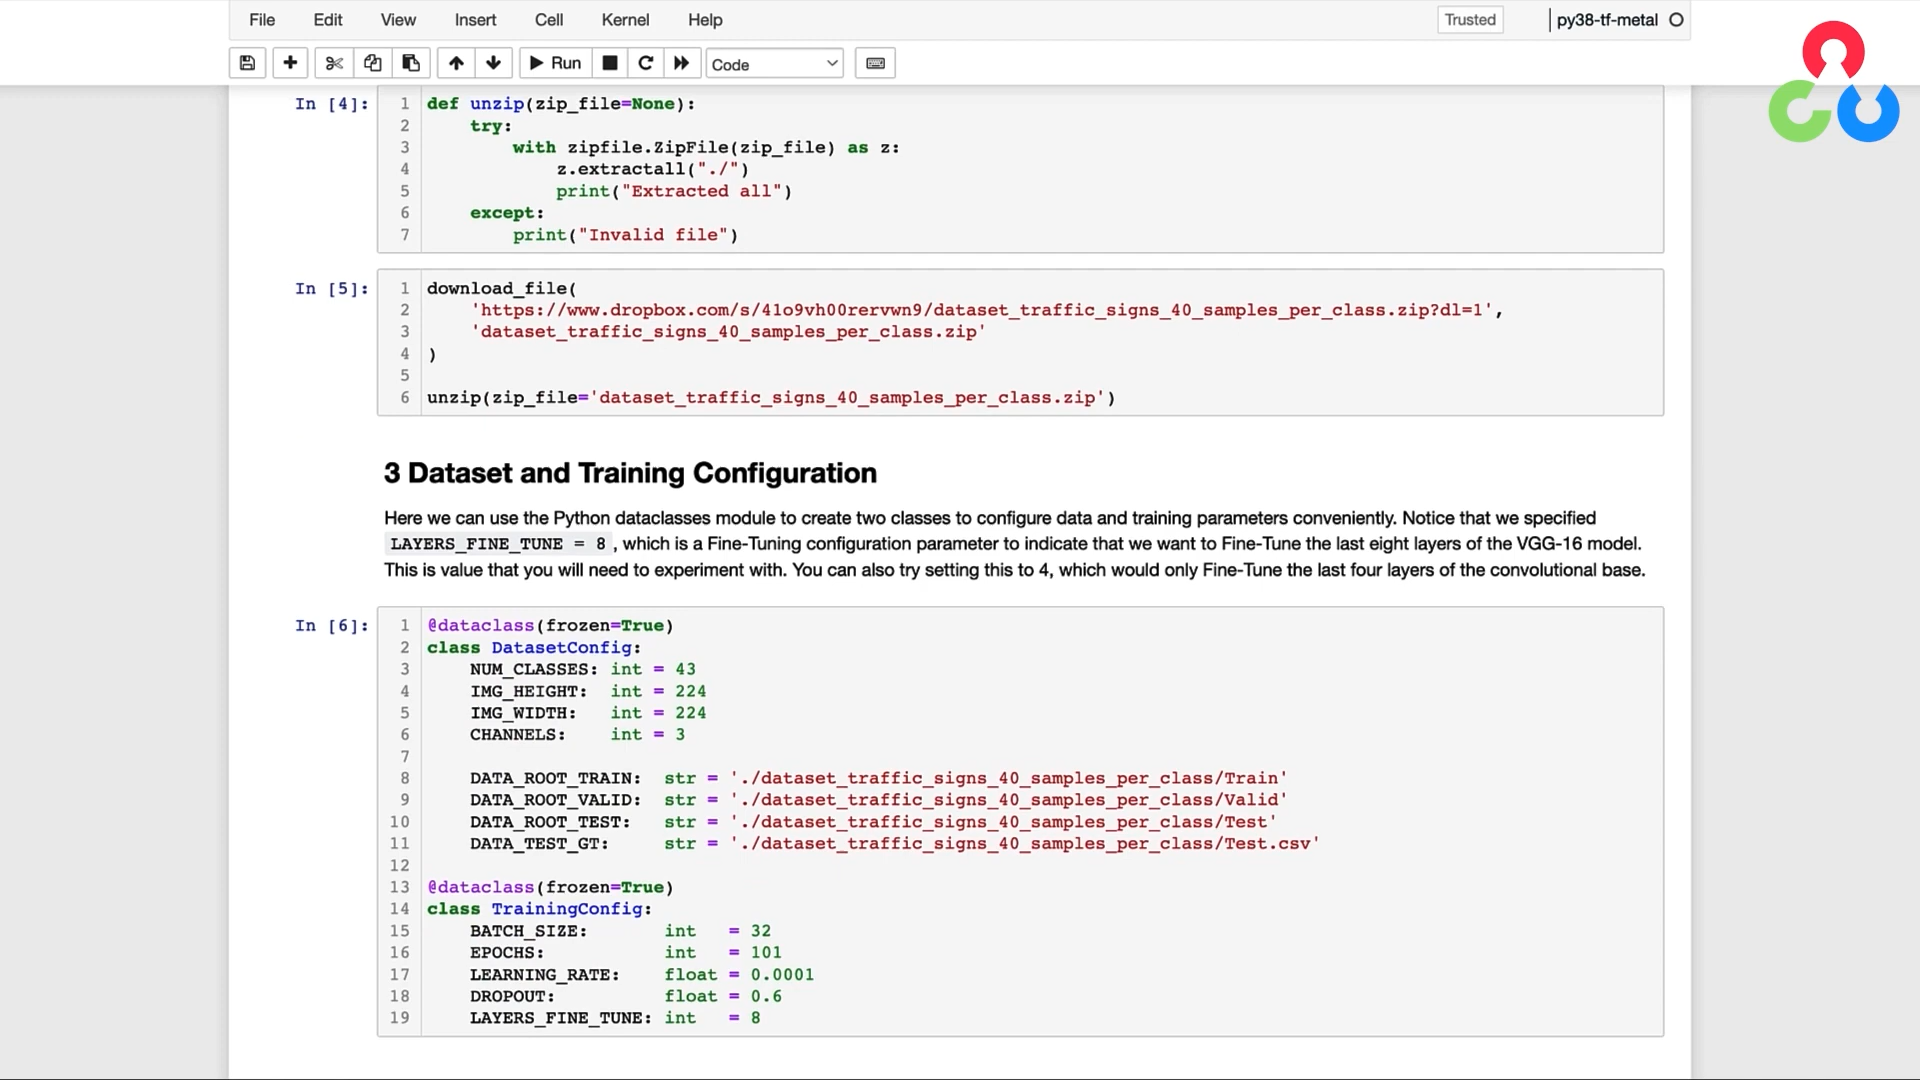 File Edit View Insert Cell Kernel Help Trusted py38-tf-metal
Run Code
In [4]:
1 def unzip(zip_file=None):
2     try:
3         with zipfile.ZipFile(zip_file) as z:
4             z.extractall("./")
5             print("Extracted all")
6     except:
7         print("Invalid file")
In [5]:
1 download_file(
2     'https://www.dropbox.com/s/41o9vh00rervwn9/dataset_traffic_signs_40_samples_per_class.zip?dl=1',
3     'dataset_traffic_signs_40_samples_per_class.zip'
4 )
5
6 unzip(zip_file='dataset_traffic_signs_40_samples_per_class.zip')
3 Dataset and Training Configuration
Here we can use the Python dataclasses module to create two classes to configure data and training parameters conveniently. Notice that we specified
LAYERS_FINE_TUNE = 8 , which is a Fine-Tuning configuration parameter to indicate that we want to Fine-Tune the last eight layers of the VGG-16 model.
This is value that you will need to experiment with. You can also try setting this to 4, which would only Fine-Tune the last four layers of the convolutional base.
In [6]:
1 @dataclass(frozen=True)
2 class DatasetConfig:
3     NUM_CLASSES: int = 43
4     IMG_HEIGHT:  int = 224
5     IMG_WIDTH:   int = 224
6     CHANNELS:    int = 3
7
8     DATA_ROOT_TRAIN:  str = './dataset_traffic_signs_40_samples_per_class/Train'
9     DATA_ROOT_VALID:  str = './dataset_traffic_signs_40_samples_per_class/Valid'
10     DATA_ROOT_TEST:   str = './dataset_traffic_signs_40_samples_per_class/Test'
11     DATA_TEST_GT:     str = './dataset_traffic_signs_40_samples_per_class/Test.csv'
12
13 @dataclass(frozen=True)
14 class TrainingConfig:
15     BATCH_SIZE:       int   = 32
16     EPOCHS:           int   = 101
17     LEARNING_RATE:    float = 0.0001
18     DROPOUT:          float = 0.6
19     LAYERS_FINE_TUNE: int   = 8